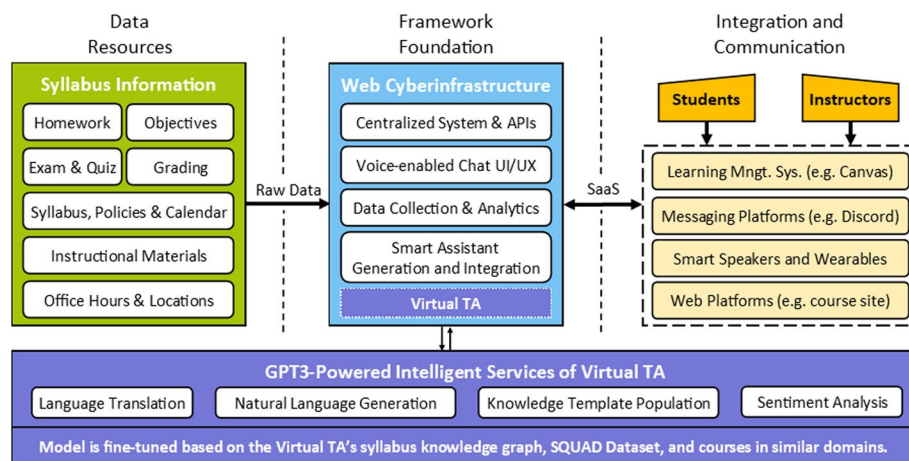 Data
Resources
Framework
Foundation
Integration and
Communication
Syllabus Information
Homework
Objectives
Exam & Quiz
Grading
Syllabus, Policies & Calendar
Instructional Materials
Office Hours & Locations
Raw Data
Web Cyberinfrastructure
Centralized System & APIs
Voice-enabled Chat UI/UX
Data Collection & Analytics
Smart Assistant
Generation and Integration
Virtual TA
SaaS
Students
Instructors
Learning Mngt. Sys. (e.g. Canvas)
Messaging Platforms (e.g. Discord)
Smart Speakers and Wearables
Web Platforms (e.g. course site)
GPT3-Powered Intelligent Services of Virtual TA
Language Translation
Natural Language Generation
Knowledge Template Population
Sentiment Analysis
Model is fine-tuned based on the Virtual TA's syllabus knowledge graph, SQUAD Dataset, and courses in similar domains.